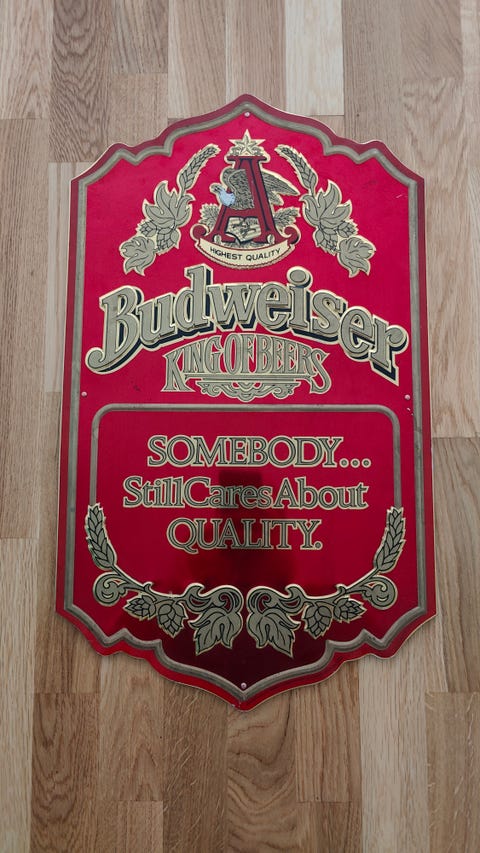 A
HIGHEST QUALITY
Budweiser
KING OF BEERS
SOMEBODY...
Still Cares About
QUALITY.